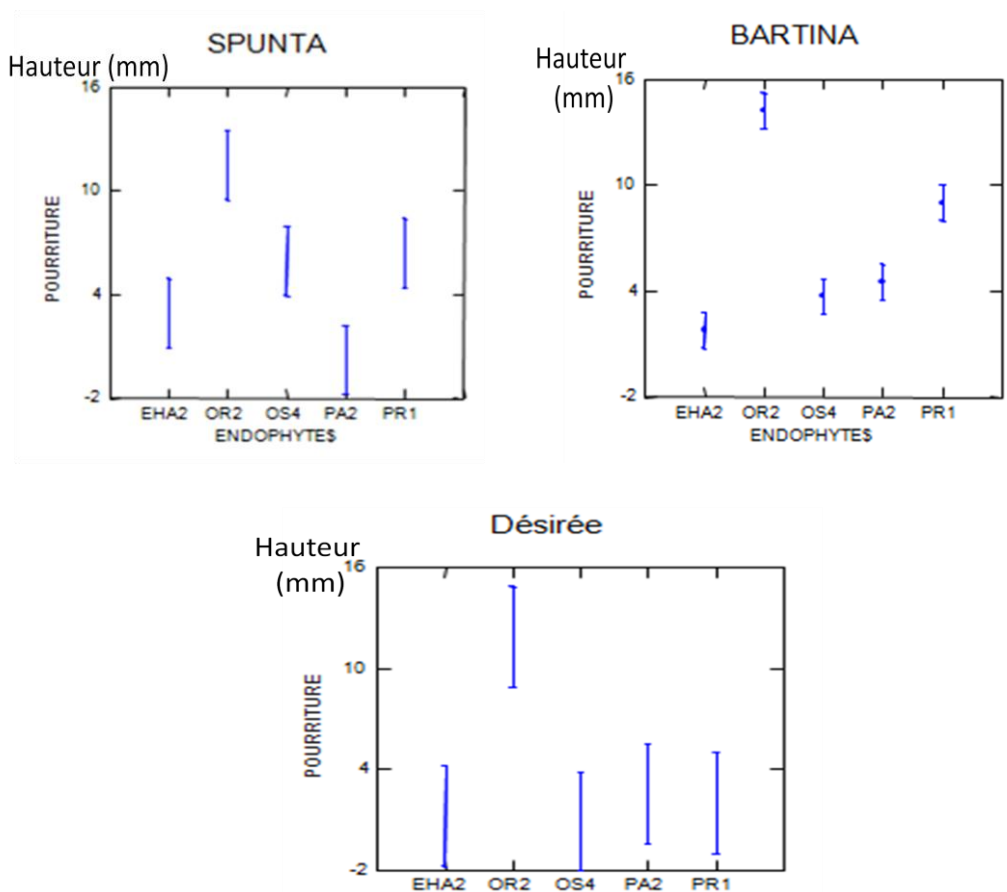 SPUNTA
Hauteur (mm)
16
10
4
-2
POURRITURE
EHA2 OR2 OS4 PA2 PR1
ENDOPHYTE$
BARTINA
Hauteur
(mm)
16
10
4
-2
POURRITURE
EHA2 OR2 OS4 PA2 PR1
ENDOPHYTE$
Désirée
Hauteur
(mm)
16
10
4
-2
POURRITURE
EHA2 OR2 OS4 PA2 PR1